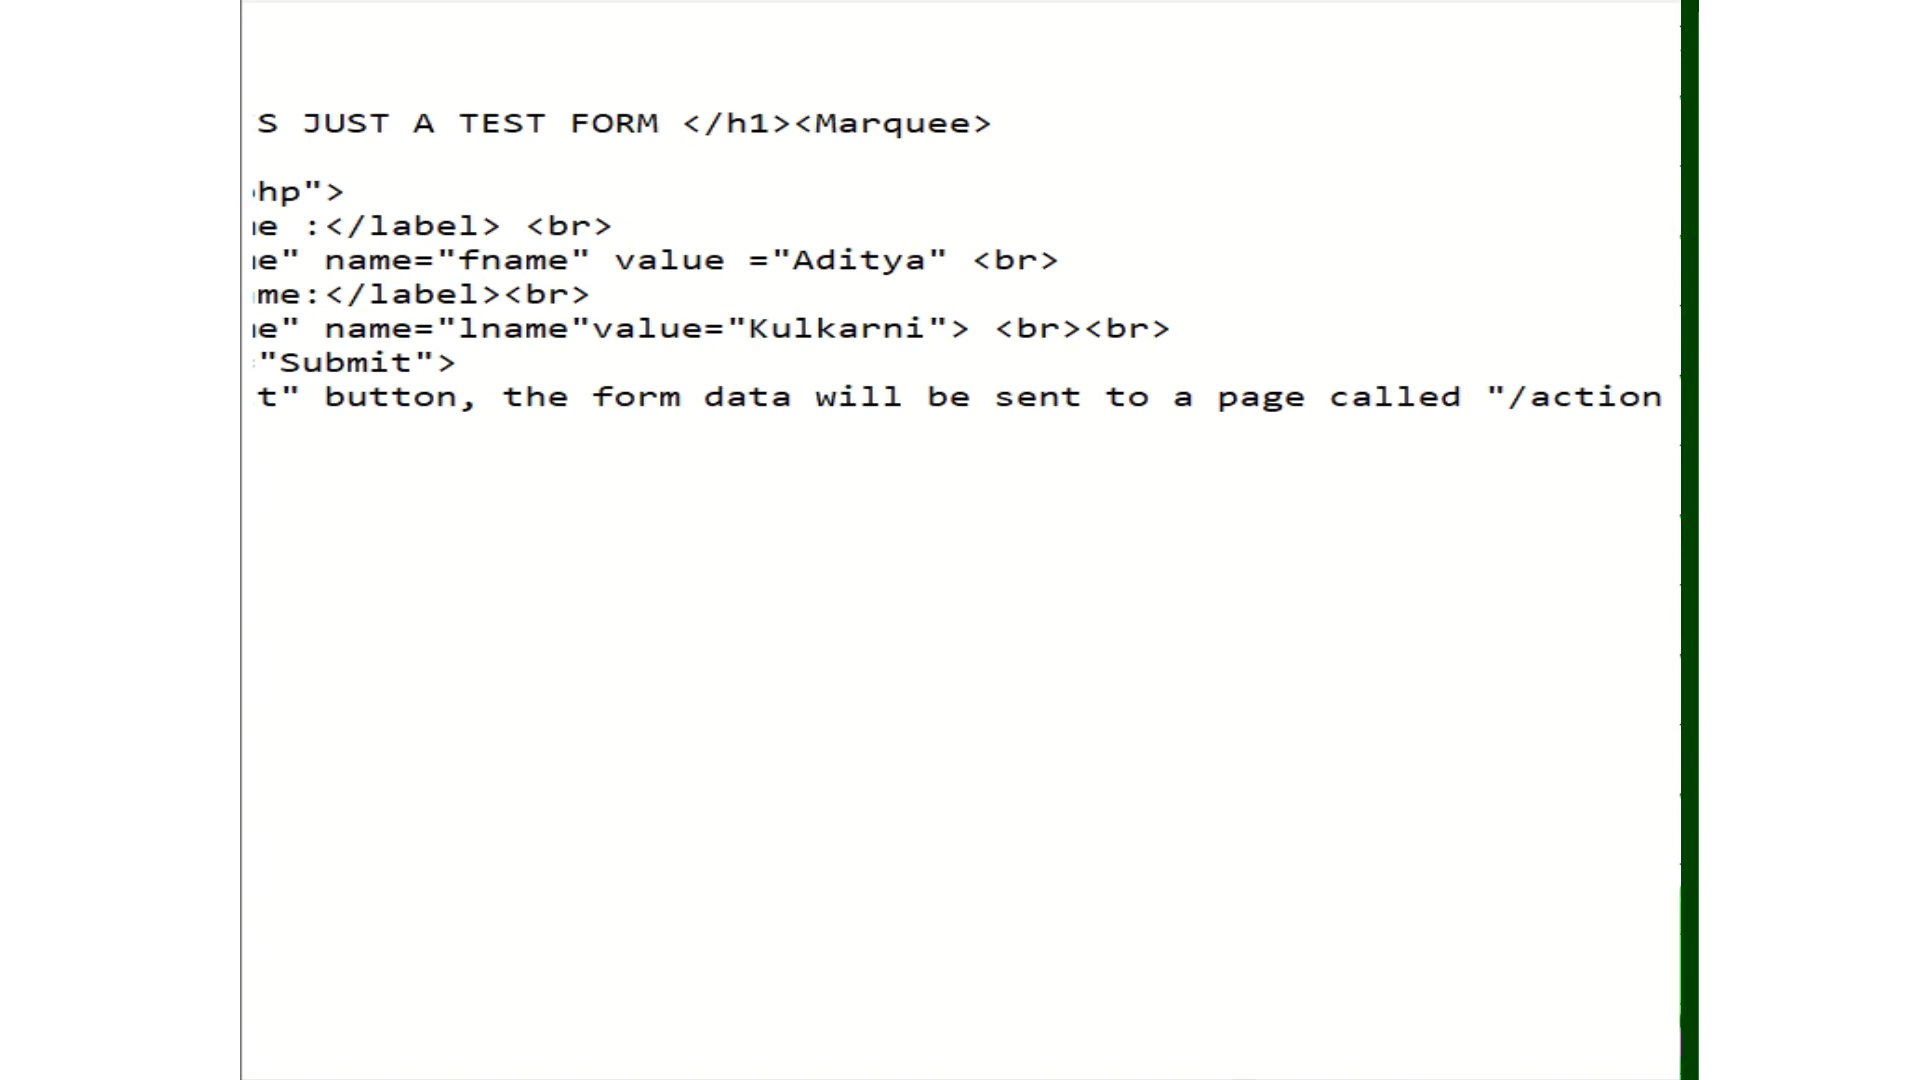 S JUST A TEST FORM </h1><Marquee>
hp">
e :</label> <br>
e" name="fname" value ="Aditya" <br>
me:</label><br>
e" name="lname"value="Kulkarni"> <br><br>
"Submit">
t" button, the form data will be sent to a page called "/action